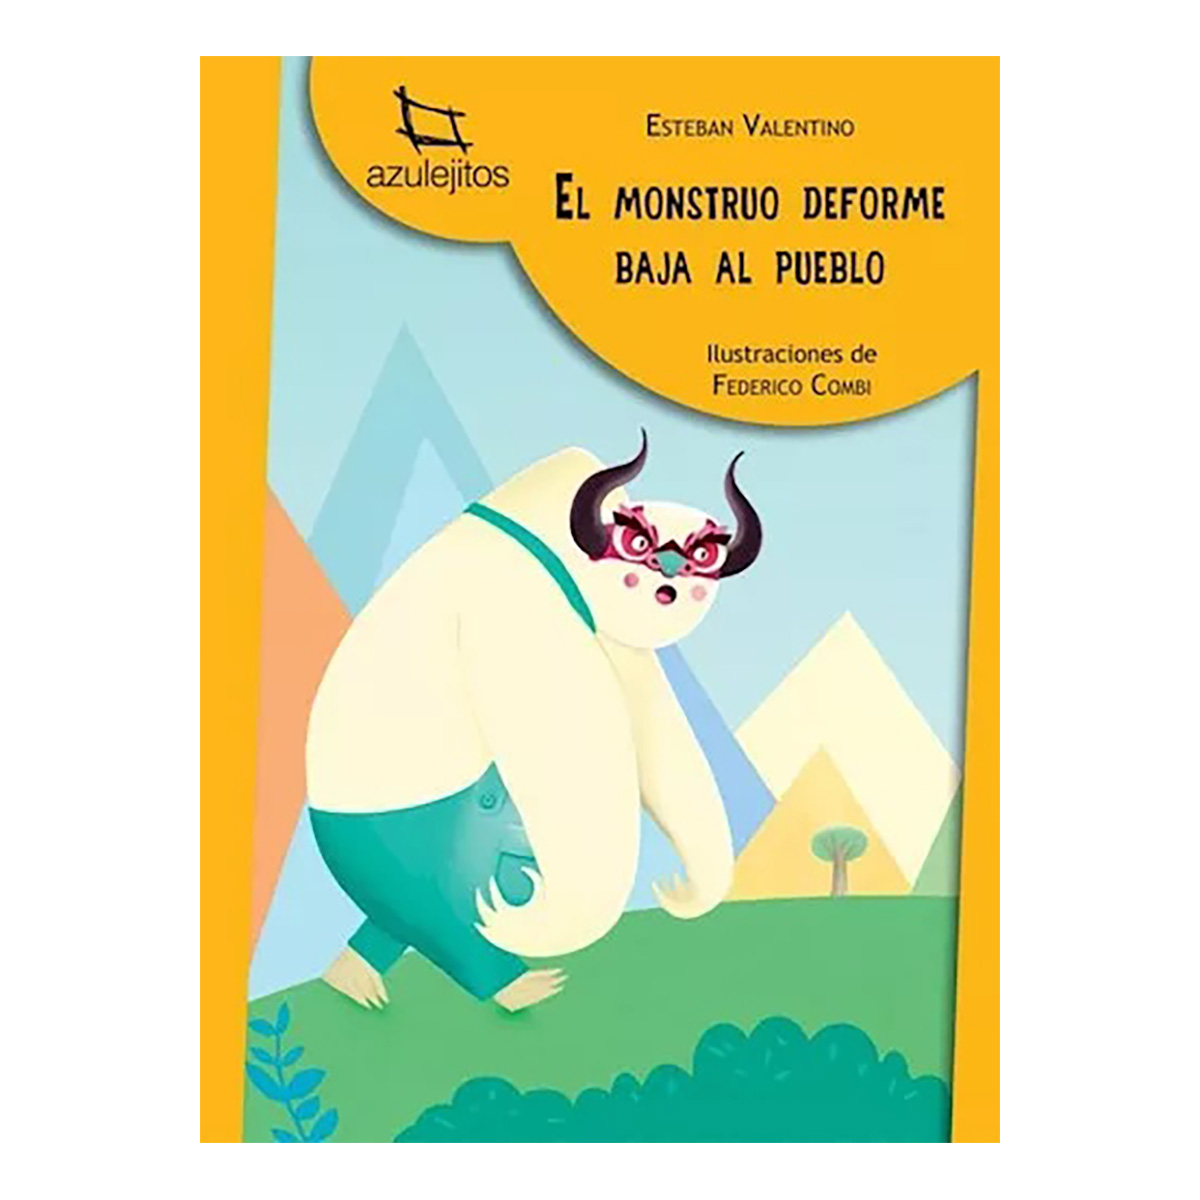 azulejitos
ESTEBAN VALENTINO
EL MONSTRUO DEFORME
BAJA AL PUEBLO
Ilustraciones de
FEDERICO COMBI